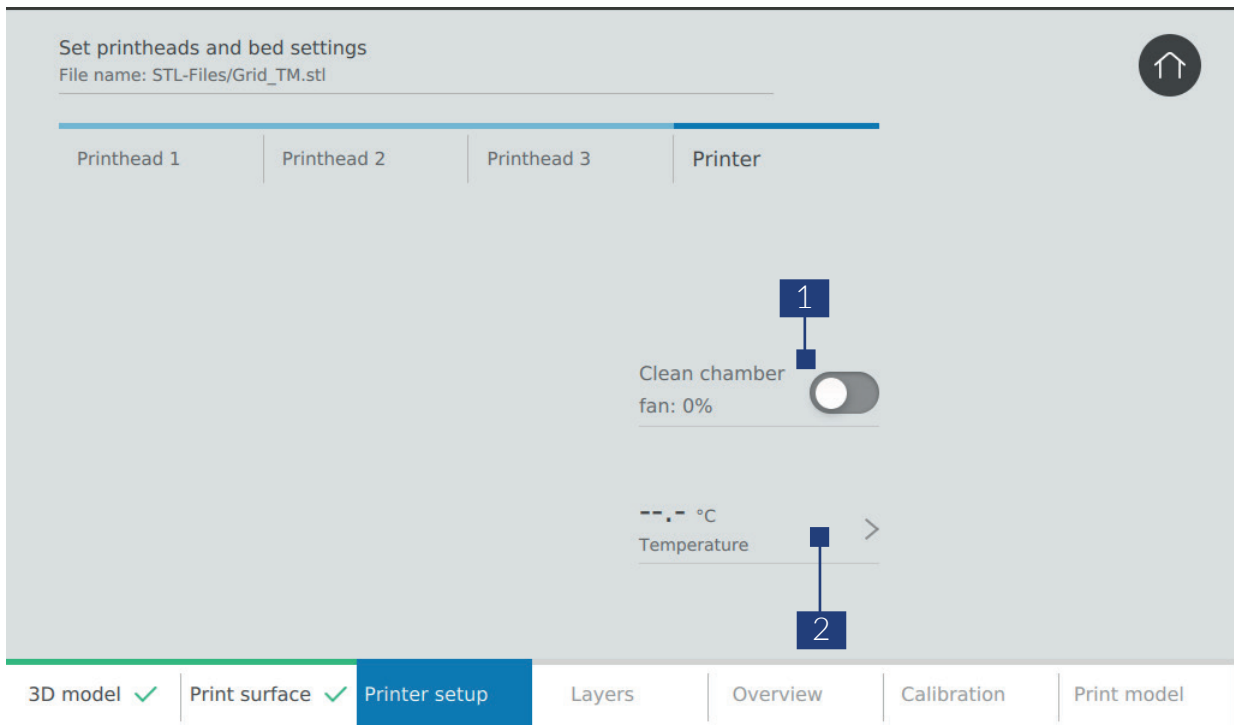 Set printheads and bed settings
File name: STL-Files/Grid_TM.stl
Printhead 1
Printhead 2
Printhead 3
Printer
1
Clean chamber
fan: 0%
--.- °C
Temperature
2
3D model
Print surface
Printer setup
Layers
Overview
Calibration
Print model